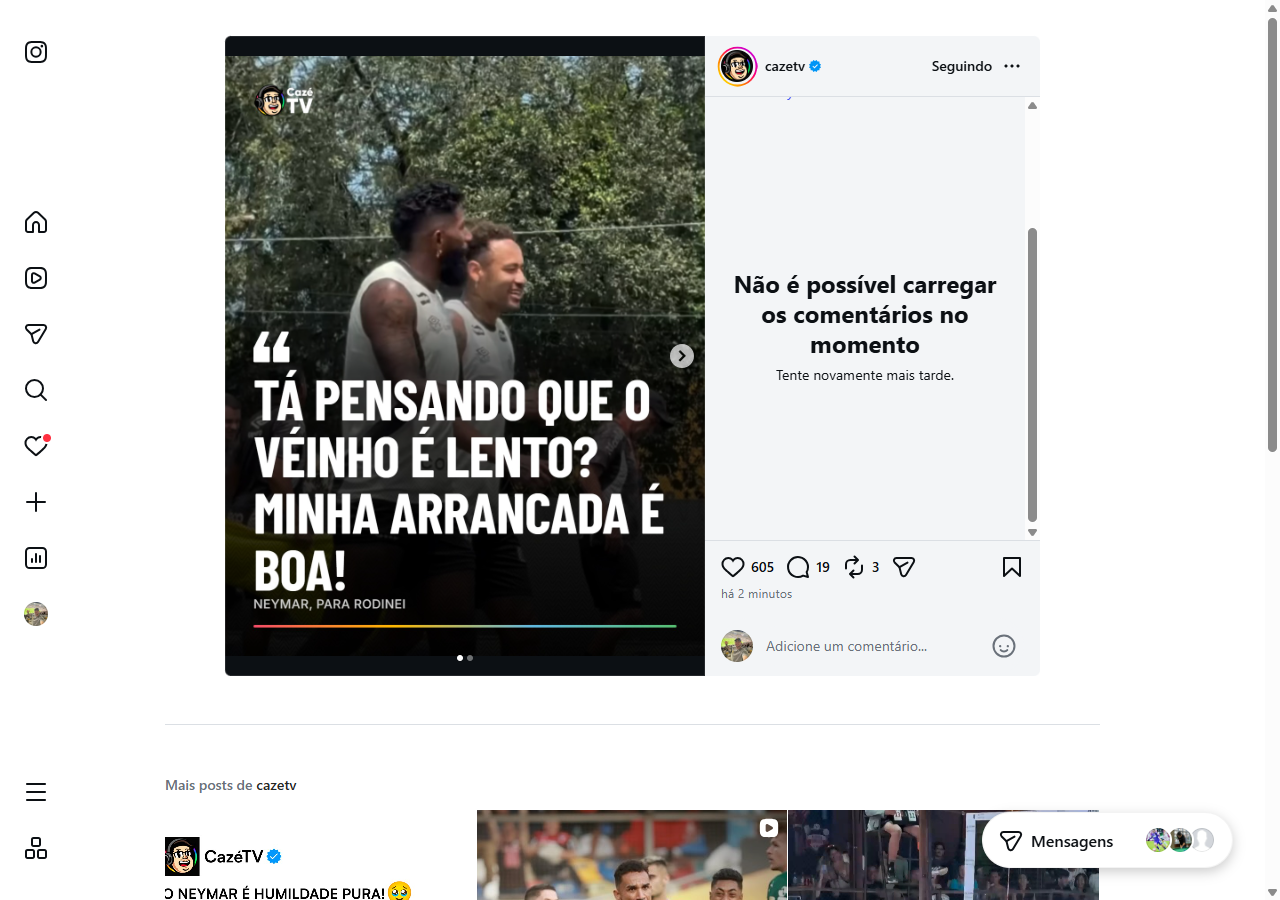 Cazé
TV
“
TÁ PENSANDO QUE O
VÉINHO É LENTO?
MINHA ARRANCADA É
BOA!
NEYMAR, PARA RODINEI
cazetv
Seguindo
Não é possível carregar
os comentários no
momento
Tente novamente mais tarde.
605
19
3
há 2 minutos
Adicione um comentário...
Mais posts de cazetv
CazéTV
O NEYMAR É HUMILDADE PURA!🥹
Mensagens